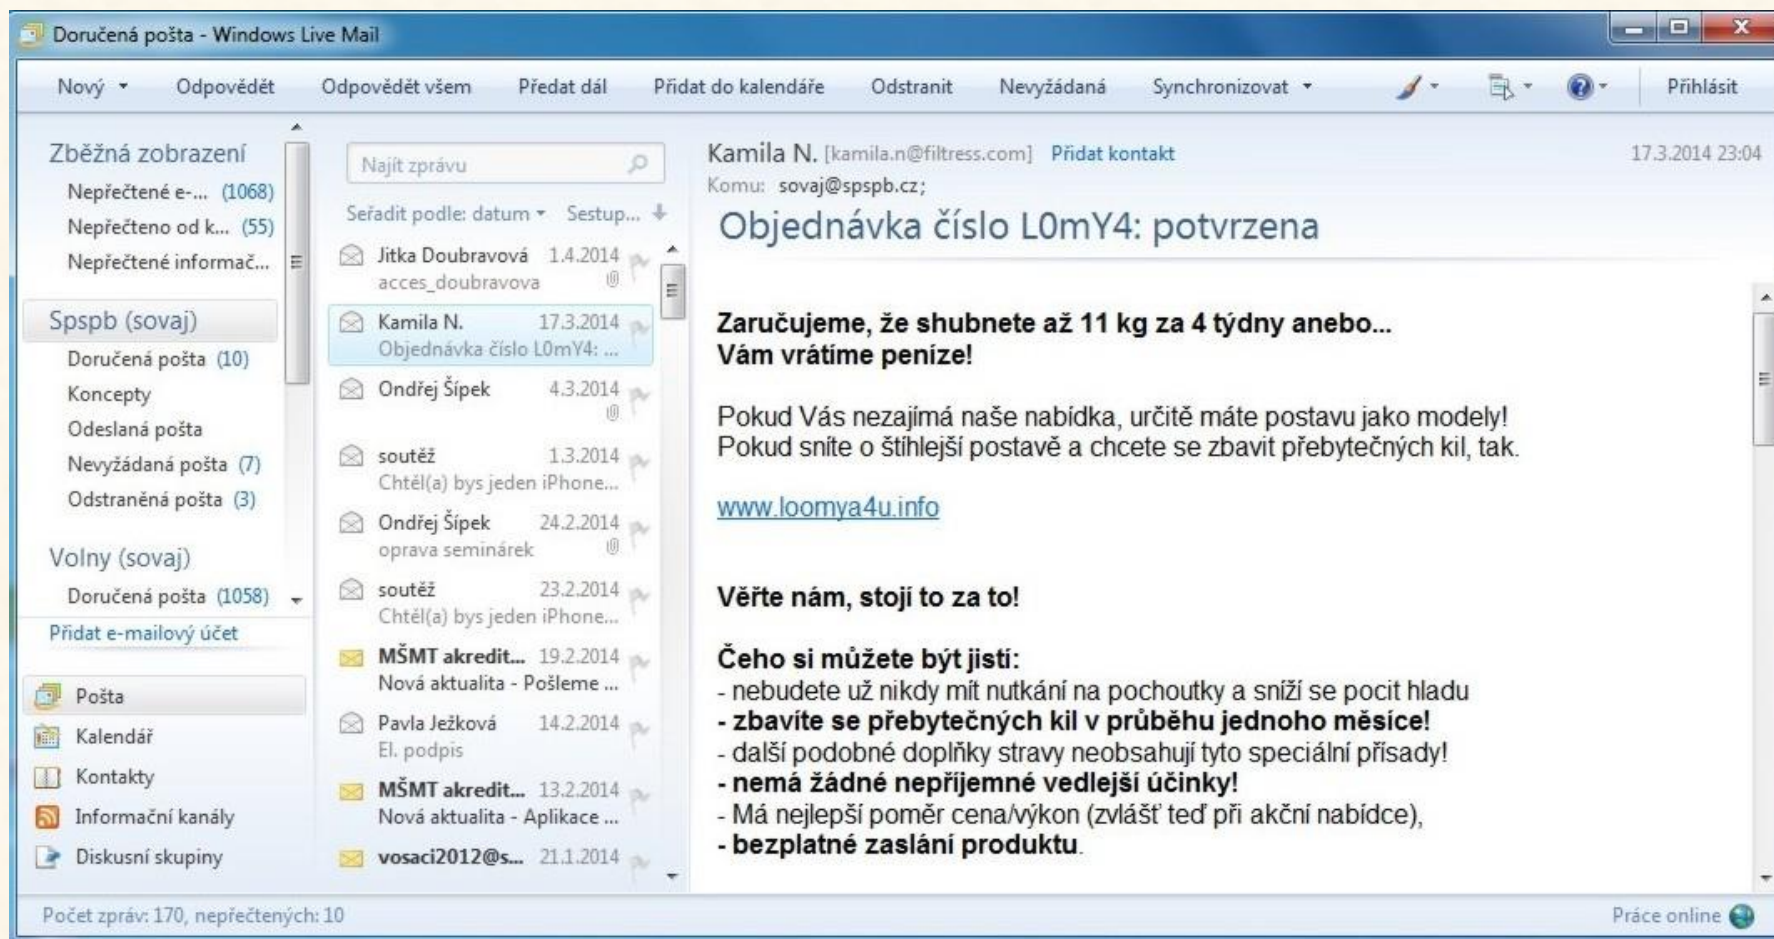 Doručená pošta - Windows Live Mail
Nový Odpovědět Odpovědět všem Předat dál Přidat do kalendáře Odstranit Nevyžádaná Synchronizovat Přihlásit
Zběžná zobrazení
Nepřečtené e-... (1068)
Nepřečteno od k... (55)
Nepřečtené informač...
Spspb (sovaj)
Doručená pošta (10)
Koncepty
Odeslaná pošta
Nevyžádaná pošta (7)
Odstraněná pošta (3)
Volny (sovaj)
Doručená pošta (1058)
Přidat e-mailový účet
Pošta
Kalendář
Kontakty
Informační kanály
Diskusní skupiny
Najít zprávu
Seřadit podle: datum Sestup...
Jitka Doubravová 1.4.2014
acces_doubravova
Kamila N. 17.3.2014
Objednávka číslo L0mY4: ...
Ondřej Šípek 4.3.2014
soutěž 1.3.2014
Chtěl(a) bys jeden iPhone...
Ondřej Šípek 24.2.2014
oprava seminárek
soutěž 23.2.2014
Chtěl(a) bys jeden iPhone...
MŠMT akredit... 19.2.2014
Nová aktualita - Pošleme ...
Pavla Ježková 14.2.2014
El. podpis
MŠMT akredit... 13.2.2014
Nová aktualita - Aplikace ...
vosaci2012@s... 21.1.2014
Kamila N. [kamila.n@filtress.com] Přidat kontakt 17.3.2014 23:04
Komu: sovaj@spspb.cz;
Objednávka číslo L0mY4: potvrzena
Zaručujeme, že shubnete až 11 kg za 4 týdny anebo...
Vám vrátíme peníze!
Pokud Vás nezajímá naše nabídka, určitě máte postavu jako modely!
Pokud sníte o štíhlejší postavě a chcete se zbavit přebytečných kil, tak.
www.loomya4u.info
Věřte nám, stojí to za to!
Čeho si můžete být jisti:
- nebudete už nikdy mít nutkání na pochoutky a sníží se pocit hladu
- zbavíte se přebytečných kil v průběhu jednoho měsíce!
- další podobné doplňky stravy neobsahují tyto speciální přísady!
- nemá žádné nepříjemné vedlejší účinky!
- Má nejlepší poměr cena/výkon (zvlášť teď při akční nabídce),
- bezplatné zaslání produktu.
Počet zpráv: 170, nepřečtených: 10
Práce online